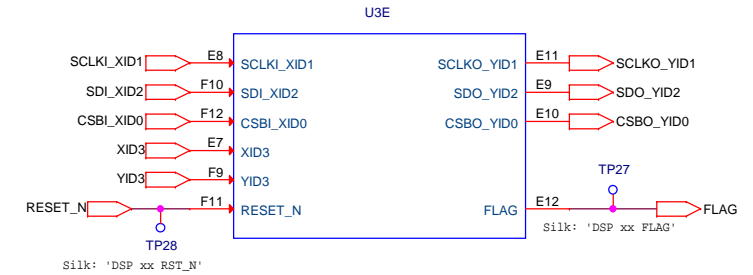 U3E
SCLKI_XID1 E8 SCLKI_XID1 SCLKO_YID1 E11 SCLKO_YID1
SDI_XID2 F10 SDI_XID2 SDO_YID2 E9 SDO_YID2
CSBI_XID0 F12 CSBI_XID0 CSBO_YID0 E10 CSBO_YID0
XID3 E7 XID3
YID3 F9 YID3
TP27
RESET_N F11 RESET_N FLAG E12 FLAG
Silk: 'DSP xx FLAG'
TP28
Silk: 'DSP xx RST_N'